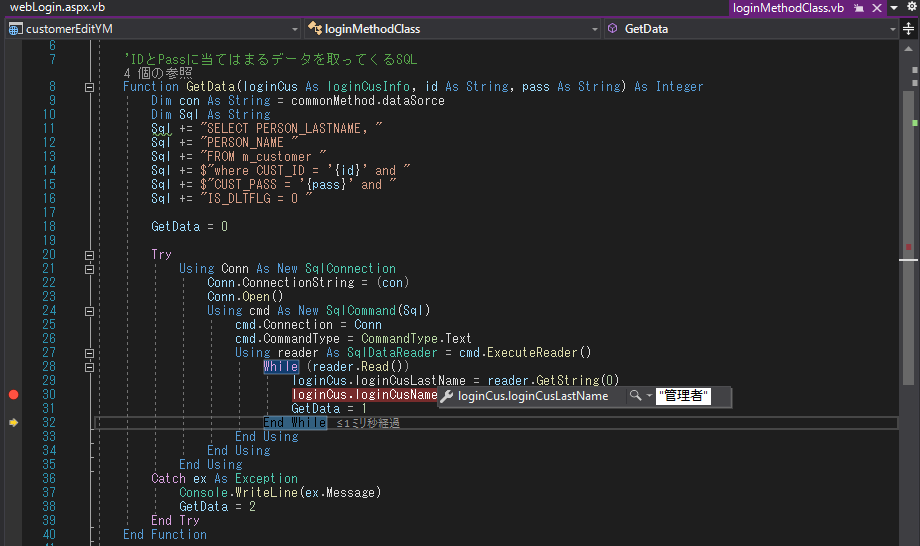 webLogin.aspx.vb
loginMethodClass.vb
customerEditYM
loginMethodClass
GetData
6
7 'IDとPassに当てはまるデータを取ってくるSQL
4 個の参照
8 Function GetData(loginCus As loginCusInfo, id As String, pass As String) As Integer
9 Dim con As String = commonMethod.dataSorce
10 Dim Sql As String
11 Sql += "SELECT PERSON_LASTNAME, "
12 Sql += "PERSON_NAME "
13 Sql += "FROM m_customer "
14 Sql += $"where CUST_ID = '{id}' and "
15 Sql += $"CUST_PASS = '{pass}' and "
16 Sql += "IS_DLTFLG = 0 "
17
18 GetData = 0
19
20 Try
21 Using Conn As New SqlConnection
22 Conn.ConnectionString = (con)
23 Conn.Open()
24 Using cmd As New SqlCommand(Sql)
25 cmd.Connection = Conn
26 cmd.CommandType = CommandType.Text
27 Using reader As SqlDataReader = cmd.ExecuteReader()
28 While (reader.Read())
29 loginCus.loginCusLastName = reader.GetString(0)
30 loginCus.loginCusName
loginCus.loginCusLastName "管理者"
31 GetData = 1
32 End While ≤1ミリ秒経過
33 End Using
34 End Using
35 End Using
36 Catch ex As Exception
37 Console.WriteLine(ex.Message)
38 GetData = 2
39 End Try
40 End Function